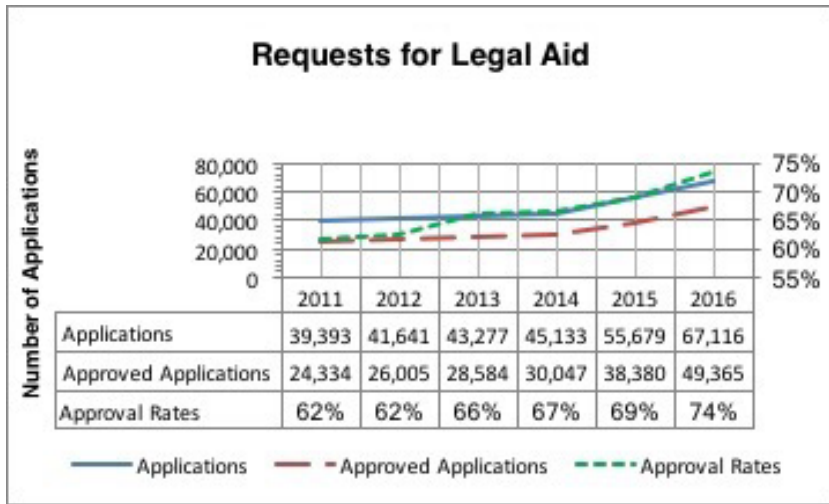 Requests for Legal Aid
Number of Applications
80,000
60,000
40,000
20,000
0
75%
70%
65%
60%
55%
2011 2012 2013 2014 2015 2016
Applications 39,393 41,641 43,277 45,133 55,679 67,116
Approved Applications 24,334 26,005 28,584 30,047 38,380 49,365
Approval Rates 62% 62% 66% 67% 69% 74%
Applications Approved Applications Approval Rates